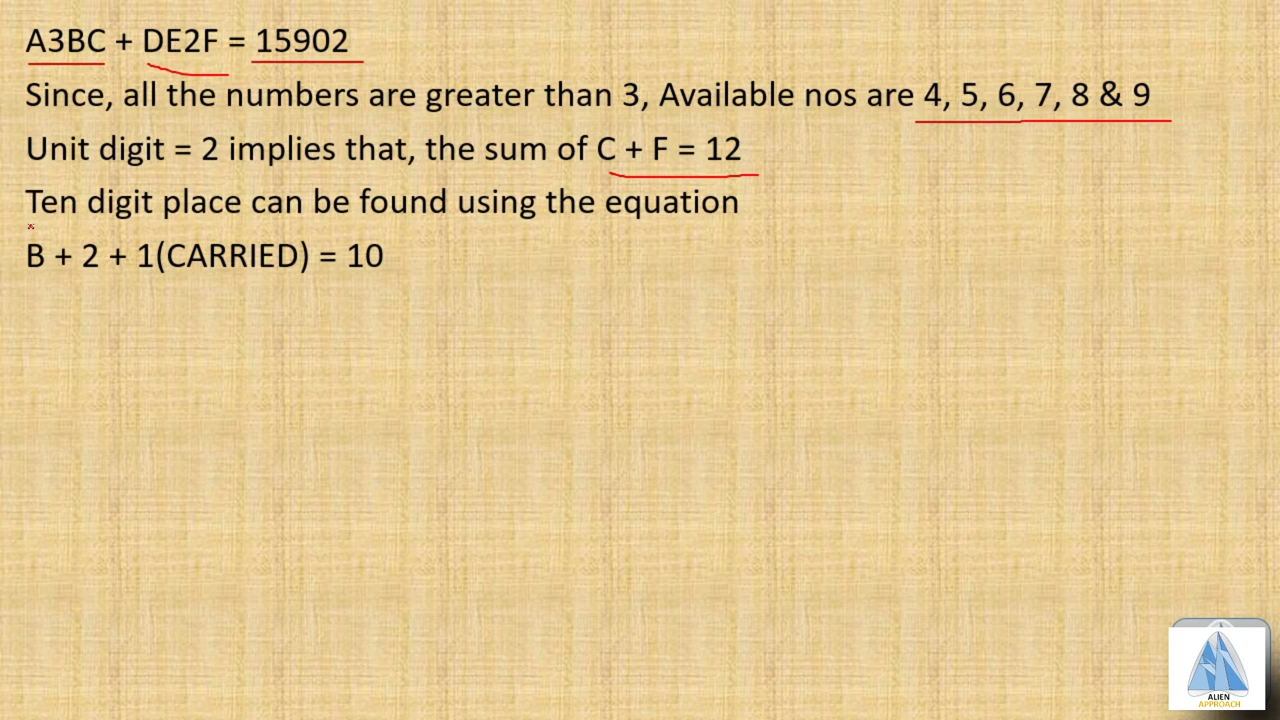 A3BC + DE2F = 15902
Since, all the numbers are greater than 3, Available nos are 4, 5, 6, 7, 8 & 9
Unit digit = 2 implies that, the sum of C + F = 12
Ten digit place can be found using the equation
B + 2 + 1(CARRIED) = 10
ALIEN
APPROACH